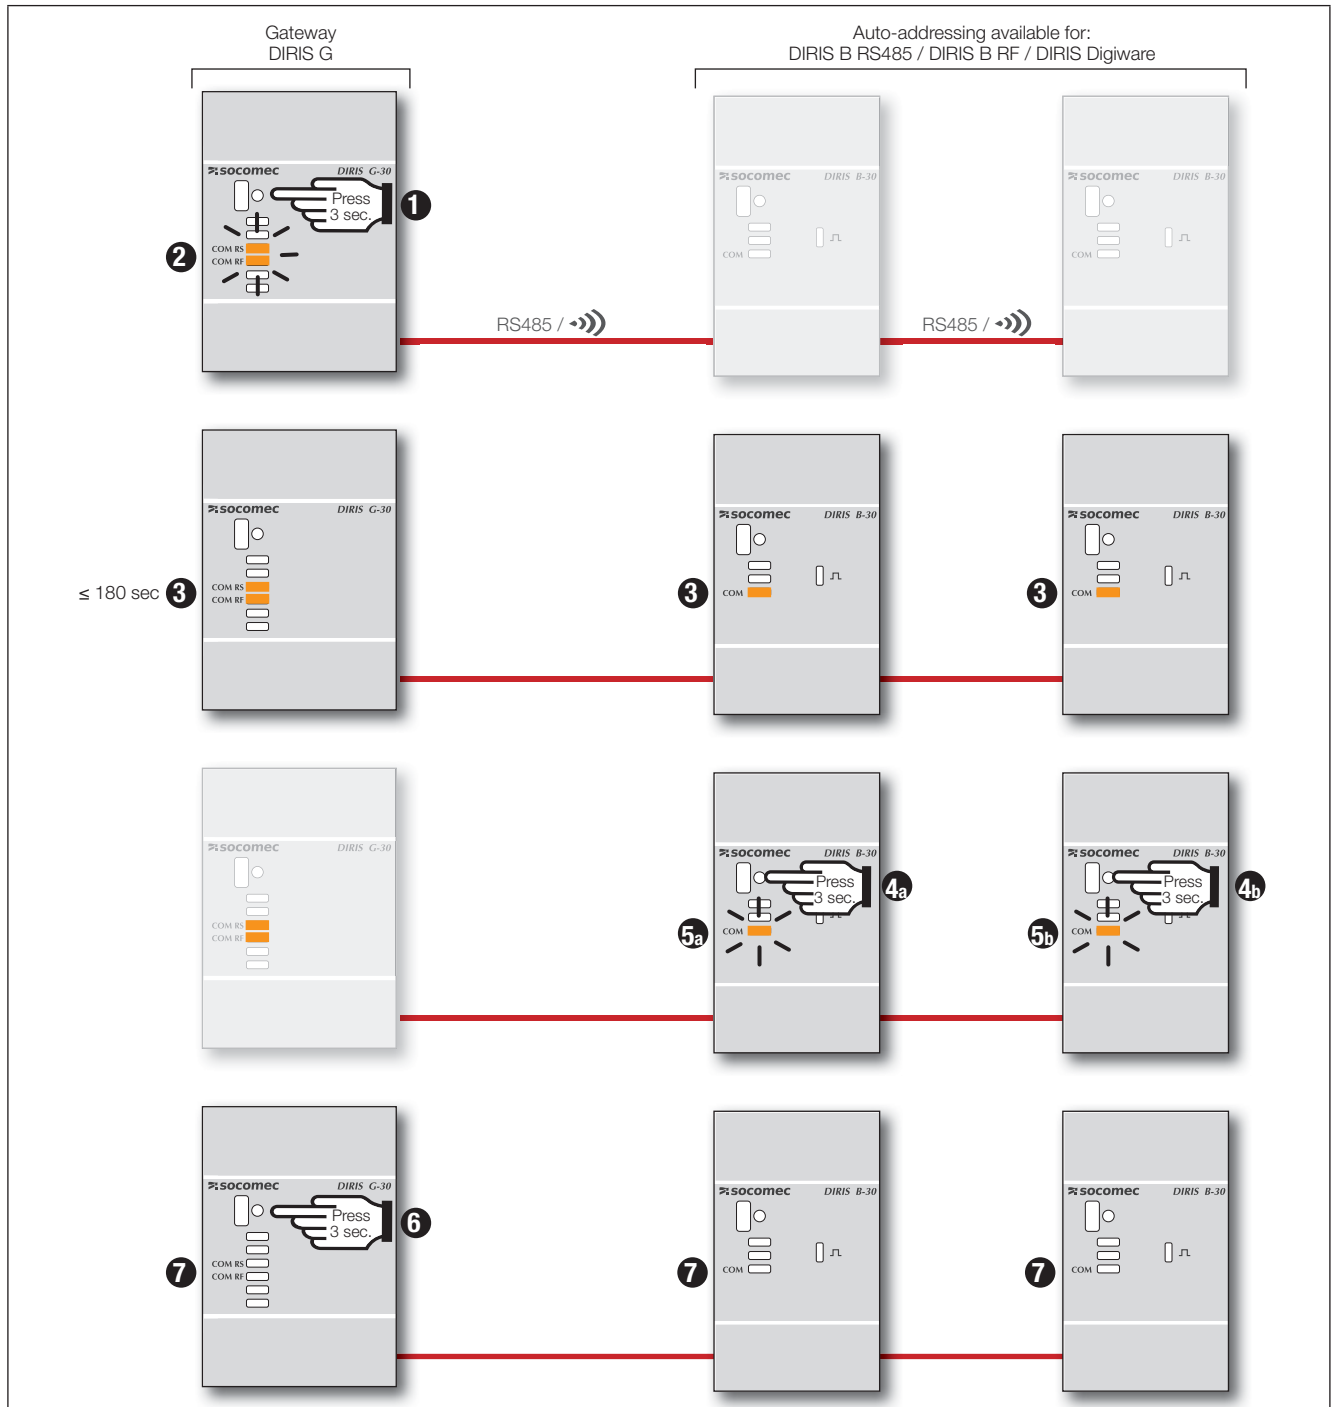 Gateway
DIRIS G
Auto-addressing available for:
DIRIS B RS485 / DIRIS B RF / DIRIS Digiware
socomec DIRIS G-30
Press
3 sec.
1
2
COM RS
COM RF
socomec DIRIS B-30
COM
socomec DIRIS B-30
COM
RS485 /
RS485 /
socomec DIRIS G-30
≤ 180 sec 3
COM RS
COM RF
socomec DIRIS B-30
3
COM
socomec DIRIS B-30
3
COM
socomec DIRIS G-30
COM RS
COM RF
socomec DIRIS B-30
Press
3 sec.
4a
5a
COM
socomec DIRIS B-30
Press
3 sec.
4b
5b
COM
socomec DIRIS G-30
Press
3 sec.
6
7
COM RS
COM RF
socomec DIRIS B-30
7
COM
socomec DIRIS B-30
7
COM